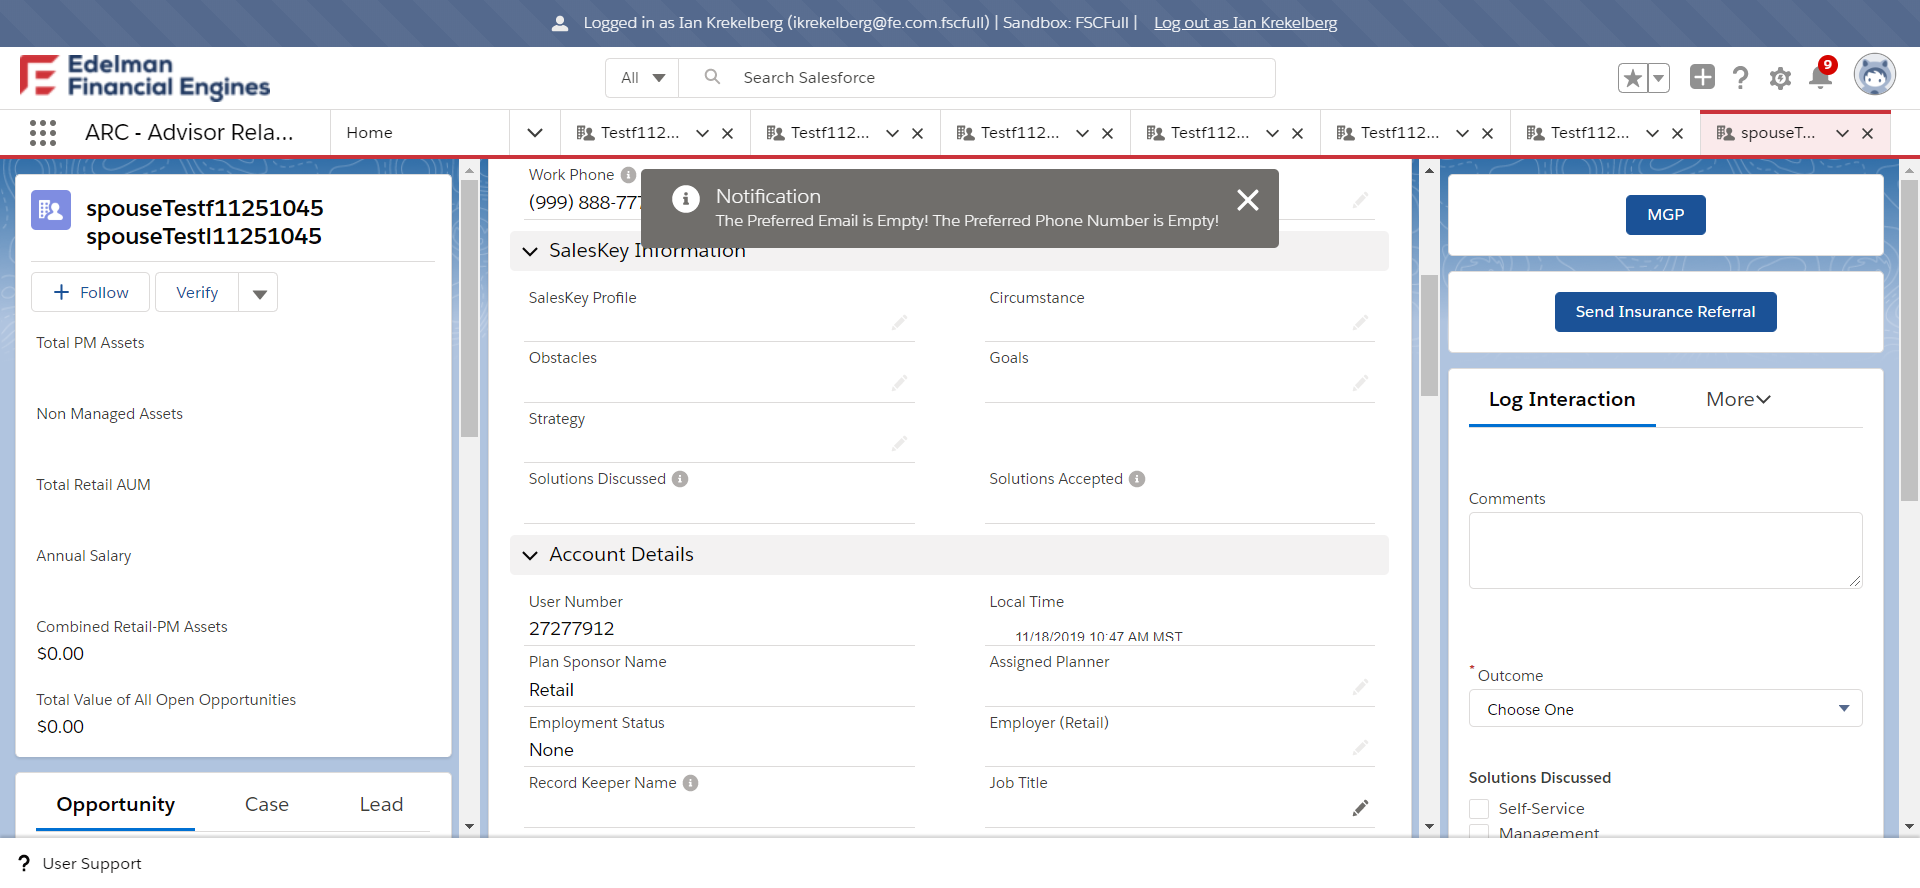 Logged in as Ian Krekelberg (ikrekelberg@fe.com.fscfull) | Sandbox: FSCFull | Log out as Ian Krekelberg
Edelman
Financial Engines
All
Search Salesforce
9
ARC - Advisor Rela...
Home
Testf112...
Testf112...
Testf112...
Testf112...
Testf112...
Testf112...
spouseT...
spouseTestf11251045
spouseTestl11251045
Follow
Verify
Total PM Assets
Non Managed Assets
Total Retail AUM
Annual Salary
Combined Retail-PM Assets
$0.00
Total Value of All Open Opportunities
$0.00
Opportunity
Case
Lead
Work Phone
(999) 888-777
Notification
The Preferred Email is Empty! The Preferred Phone Number is Empty!
SalesKey Information
SalesKey Profile
Circumstance
Obstacles
Goals
Strategy
Solutions Discussed
Solutions Accepted
Account Details
User Number
27277912
Local Time
11/18/2019 10:47 AM MST
Plan Sponsor Name
Retail
Assigned Planner
Employment Status
None
Employer (Retail)
Record Keeper Name
Job Title
MGP
Send Insurance Referral
Log Interaction
More
Comments
* Outcome
Choose One
Solutions Discussed
Self-Service
Management
? User Support